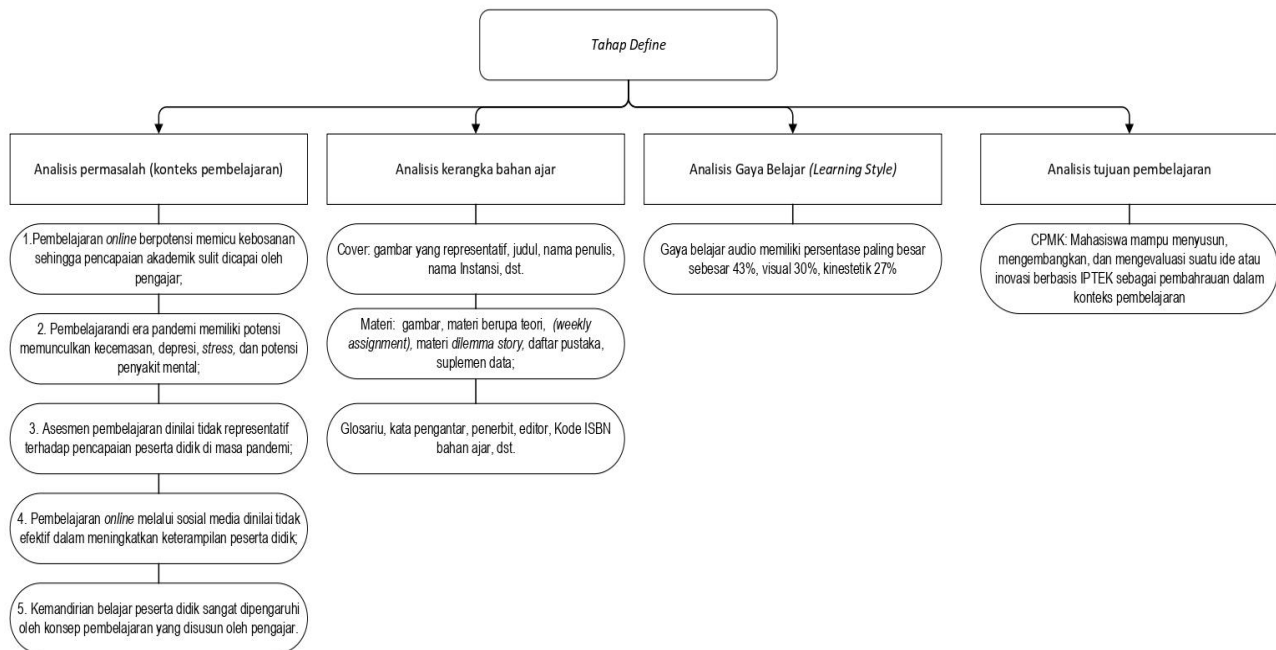 Tahap Define
Analisis permasalah (konteks pembelajaran)
1.Pembelajaran online berpotensi memicu kebosanan
sehingga pencapaian akademik sulit dicapai oleh
pengajar;
2. Pembelajarandi era pandemi memiliki potensi
memunculkan kecemasan, depresi, stress, dan potensi
penyakit mental;
3. Asesmen pembelajaran dinilai tidak representatif
terhadap pencapaian peserta didik di masa pandemi;
4. Pembelajaran online melalui sosial media dinilai tidak
efektif dalam meningkatkan keterampilan peserta didik;
5. Kemandirian belajar peserta didik sangat dipengaruhi
oleh konsep pembelajaran yang disusun oleh pengajar.
Analisis kerangka bahan ajar
Cover: gambar yang representatif, judul, nama penulis,
nama Instansi, dst.
Materi: gambar, materi berupa teori, (weekly
assignment), materi dilemma story, daftar pustaka,
suplemen data;
Glosariu, kata pengantar, penerbit, editor, Kode ISBN
bahan ajar, dst.
Analisis Gaya Belajar (Learning Style)
Gaya belajar audio memiliki persentase paling besar
sebesar 43%, visual 30%, kinestetik 27%
Analisis tujuan pembelajaran
CPMK: Mahasiswa mampu menyusun,
mengembangkan, dan mengevaluasi suatu ide atau
inovasi berbasis IPTEK sebagai pembahrauan dalam
konteks pembelajaran